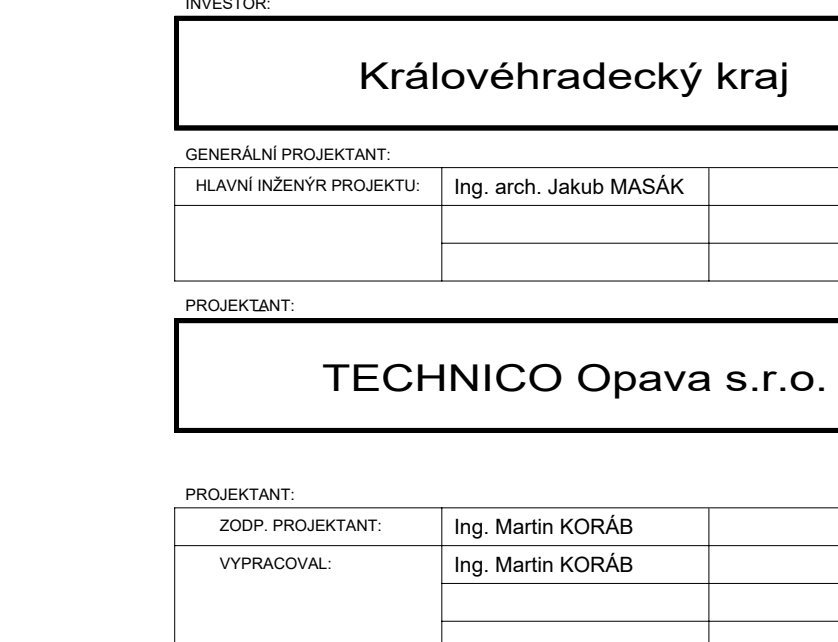 INVESTOR:
Královéhradecký kraj
GENERÁLNÍ PROJEKTANT:
HLAVNÍ INŽENÝR PROJEKTU: Ing. arch. Jakub MASÁK
PROJEKTANT:
TECHNICO Opava s.r.o.
PROJEKTANT:
ZODP. PROJEKTANT: Ing. Martin KORÁB
VYPRACOVAL: Ing. Martin KORÁB